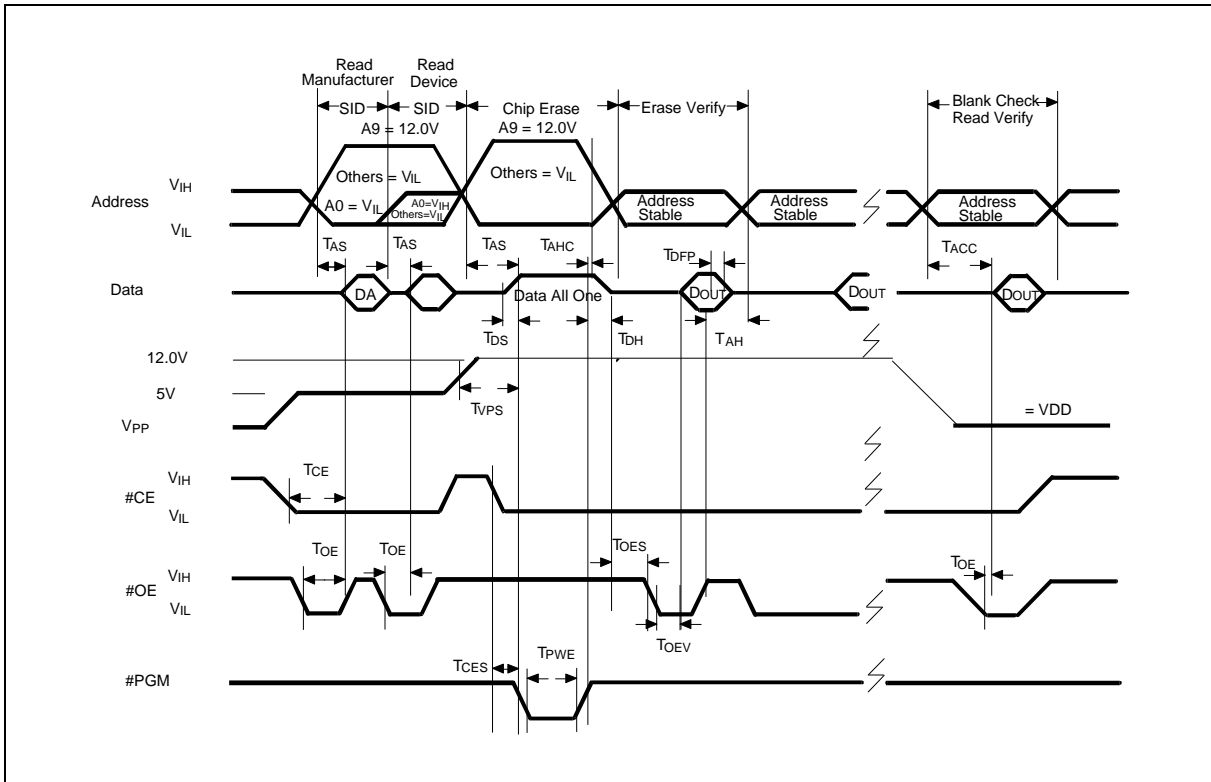 Read
Manufacturer
SID
Read
Device
SID
Chip Erase
Erase Verify
Blank Check
Read Verify
A9 = 12.0V
A9 = 12.0V
Others = VIL
Others = VIL
VIH
Address
VIL
A0 = VIL
A0=VIH
Others=VIL
Address
Stable
Address
Stable
Address
Stable
TAS
TAS
TAS
TAHC
TDFP
TACC
Data
DA
Data All One
DOUT
DOUT
DOUT
TDS
TDH
TAH
12.0V
5V
VPP
TVPS
= VDD
VIH
#CE
VIL
TCE
TOE
TOE
TOES
TOE
VIH
#OE
VIL
TOEV
TCES
TPWE
#PGM